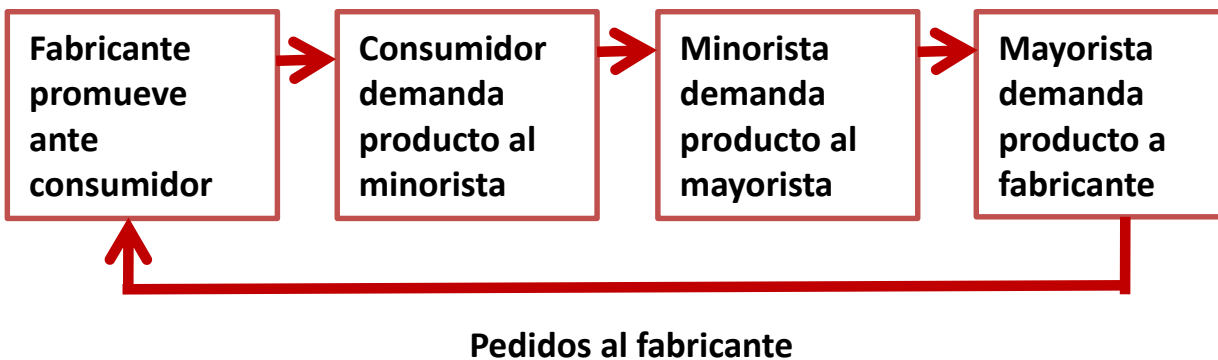 Fabricante
promueve
ante
consumidor
Consumidor
demanda
producto al
minorista
Minorista
demanda
producto al
mayorista
Mayorista
demanda
producto a
fabricante
Pedidos al fabricante